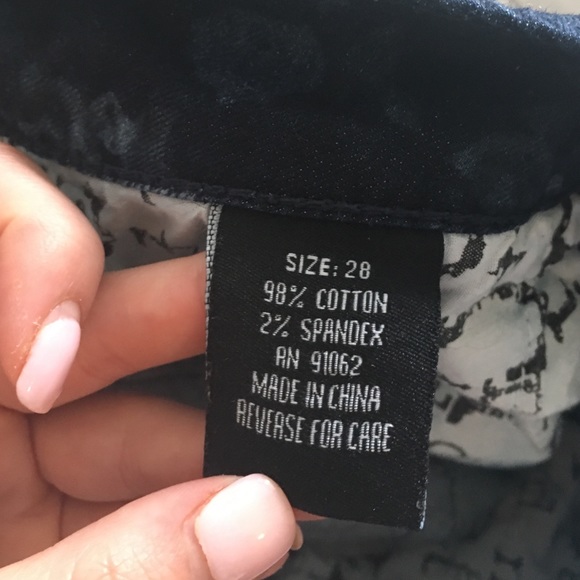 SIZE: 28
98% COTTON
2% SPANDEX
RN 91062
MADE IN CHINA
REVERSE FOR CARE